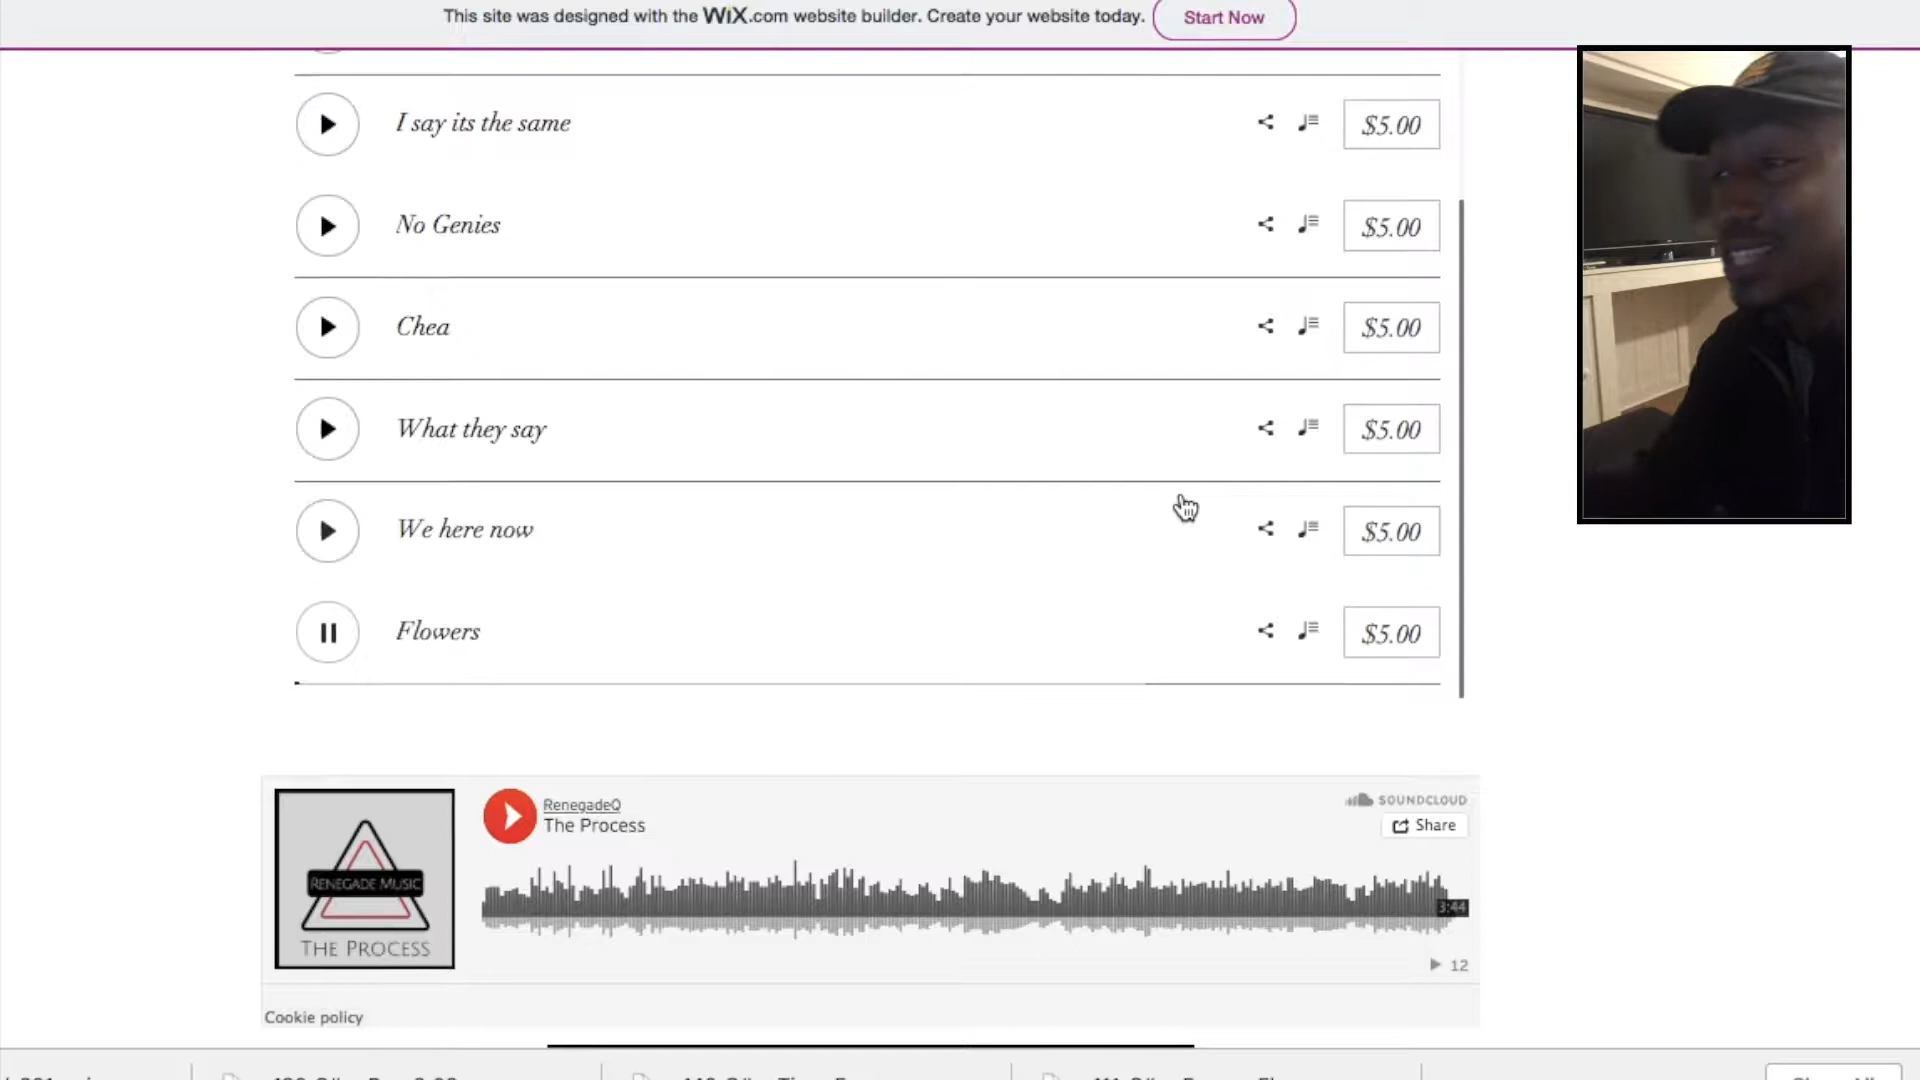 This site was designed with the WiX.com website builder. Create your website today. Start Now
I say its the same $5.00
No Genies $5.00
Chea $5.00
What they say $5.00
We here now $5.00
Flowers $5.00
RenegadeQ SOUNDCLOUD
The Process Share
RENEGADE MUSIC
3:44
THE PROCESS
12
Cookie policy